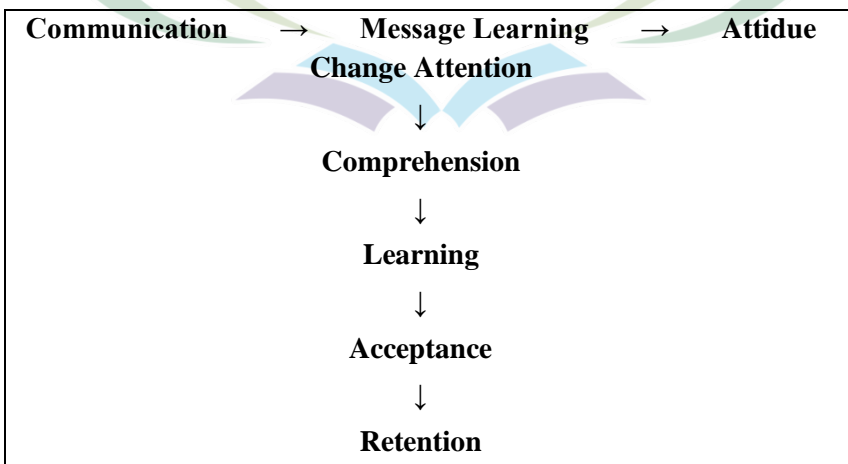 Communication → Message Learning → Attidue
Change Attention
↓
Comprehension
↓
Learning
↓
Acceptance
↓
Retention